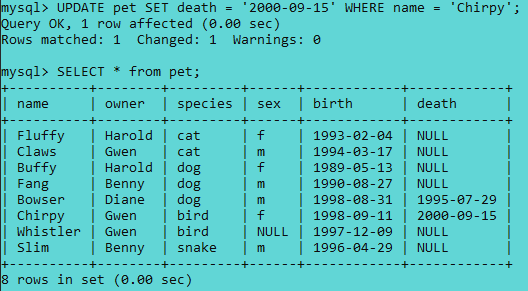 mysql> UPDATE pet SET death = '2000-09-15' WHERE name = 'Chirpy';
Query OK, 1 row affected (0.00 sec)
Rows matched: 1  Changed: 1  Warnings: 0

mysql> SELECT * from pet;
+----------+--------+---------+------+------------+------------+
| name     | owner  | species | sex  | birth      | death      |
+----------+--------+---------+------+------------+------------+
| Fluffy   | Harold | cat     | f    | 1993-02-04 | NULL       |
| Claws    | Gwen   | cat     | m    | 1994-03-17 | NULL       |
| Buffy    | Harold | dog     | f    | 1989-05-13 | NULL       |
| Fang     | Benny  | dog     | m    | 1990-08-27 | NULL       |
| Bowser   | Diane  | dog     | m    | 1998-08-31 | 1995-07-29 |
| Chirpy   | Gwen   | bird    | f    | 1998-09-11 | 2000-09-15 |
| Whistler | Gwen   | bird    | NULL | 1997-12-09 | NULL       |
| Slim     | Benny  | snake   | m    | 1996-04-29 | NULL       |
+----------+--------+---------+------+------------+------------+
8 rows in set (0.00 sec)